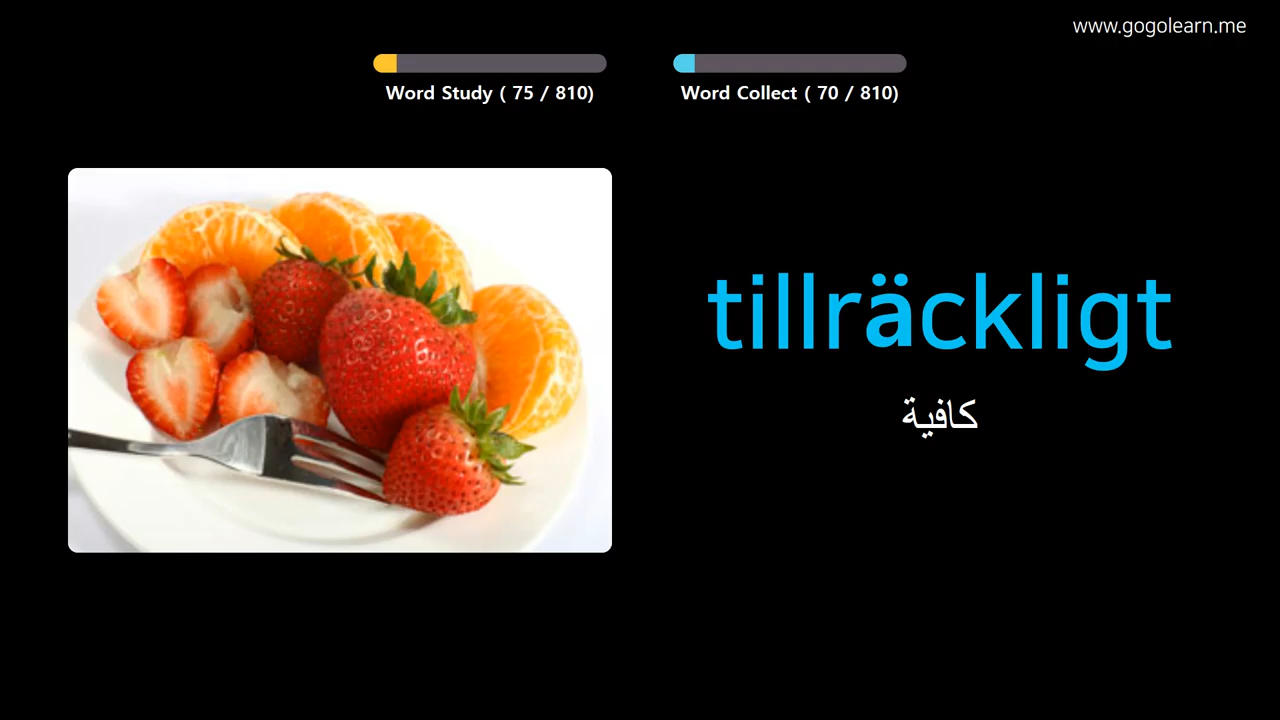 www.gogolearn.me
Word Study ( 75 / 810)
Word Collect ( 70 / 810)
tillräckligt
كافية